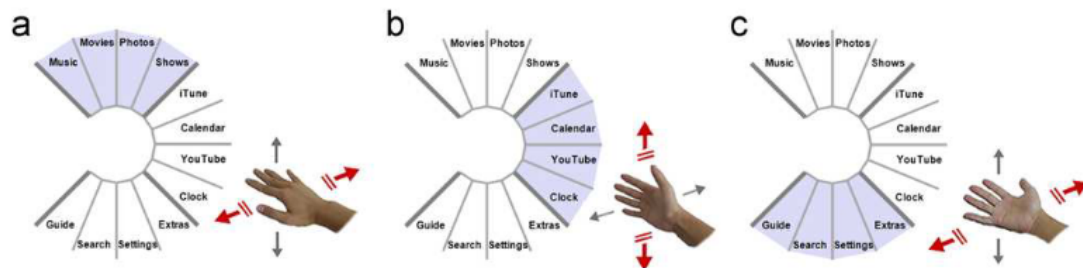 a
Movies Photos
Music Shows
iTune
Calendar
YouTube
Clock
Guide Extras
Search Settings
b
Movies Photos
Music Shows
iTune
Calendar
YouTube
Clock
Guide Extras
Search Settings
c
Movies Photos
Music Shows
iTune
Calendar
YouTube
Clock
Guide Extras
Search Settings